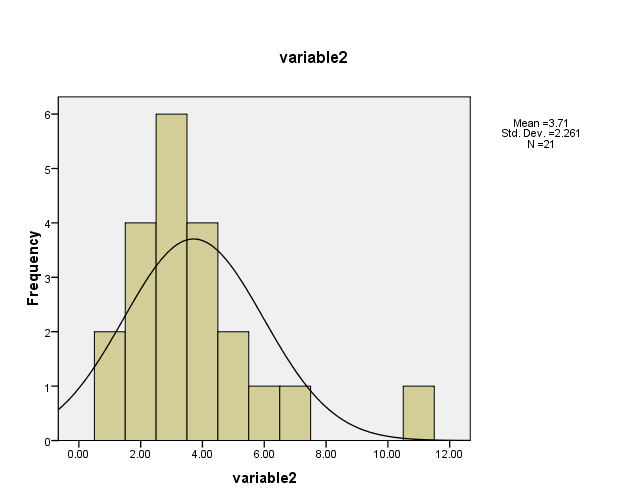 variable2
Mean =3.71
Std. Dev. =2.261
N =21
Frequency
6
5
4
3
2
1
0
0.00 2.00 4.00 6.00 8.00 10.00 12.00
variable2